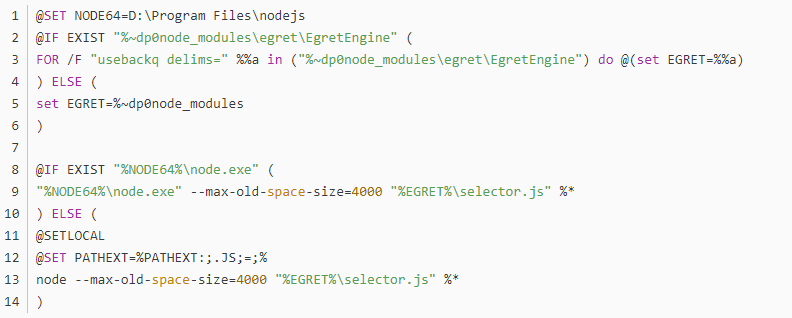 1 @SET NODE64=D:\Program Files\nodejs
2 @IF EXIST "%~dp0node_modules\egret\EgretEngine" (
3 FOR /F "usebackq delims=" %%a in ("%~dp0node_modules\egret\EgretEngine") do @(set EGRET=%%a)
4 ) ELSE (
5 set EGRET=%~dp0node_modules
6 )
7
8 @IF EXIST "%NODE64%\node.exe" (
9 "%NODE64%\node.exe" --max-old-space-size=4000 "%EGRET%\selector.js" %*
10 ) ELSE (
11 @SETLOCAL
12 @SET PATHEXT=%PATHEXT:;.JS;=;%
13 node --max-old-space-size=4000 "%EGRET%\selector.js" %*
14 )